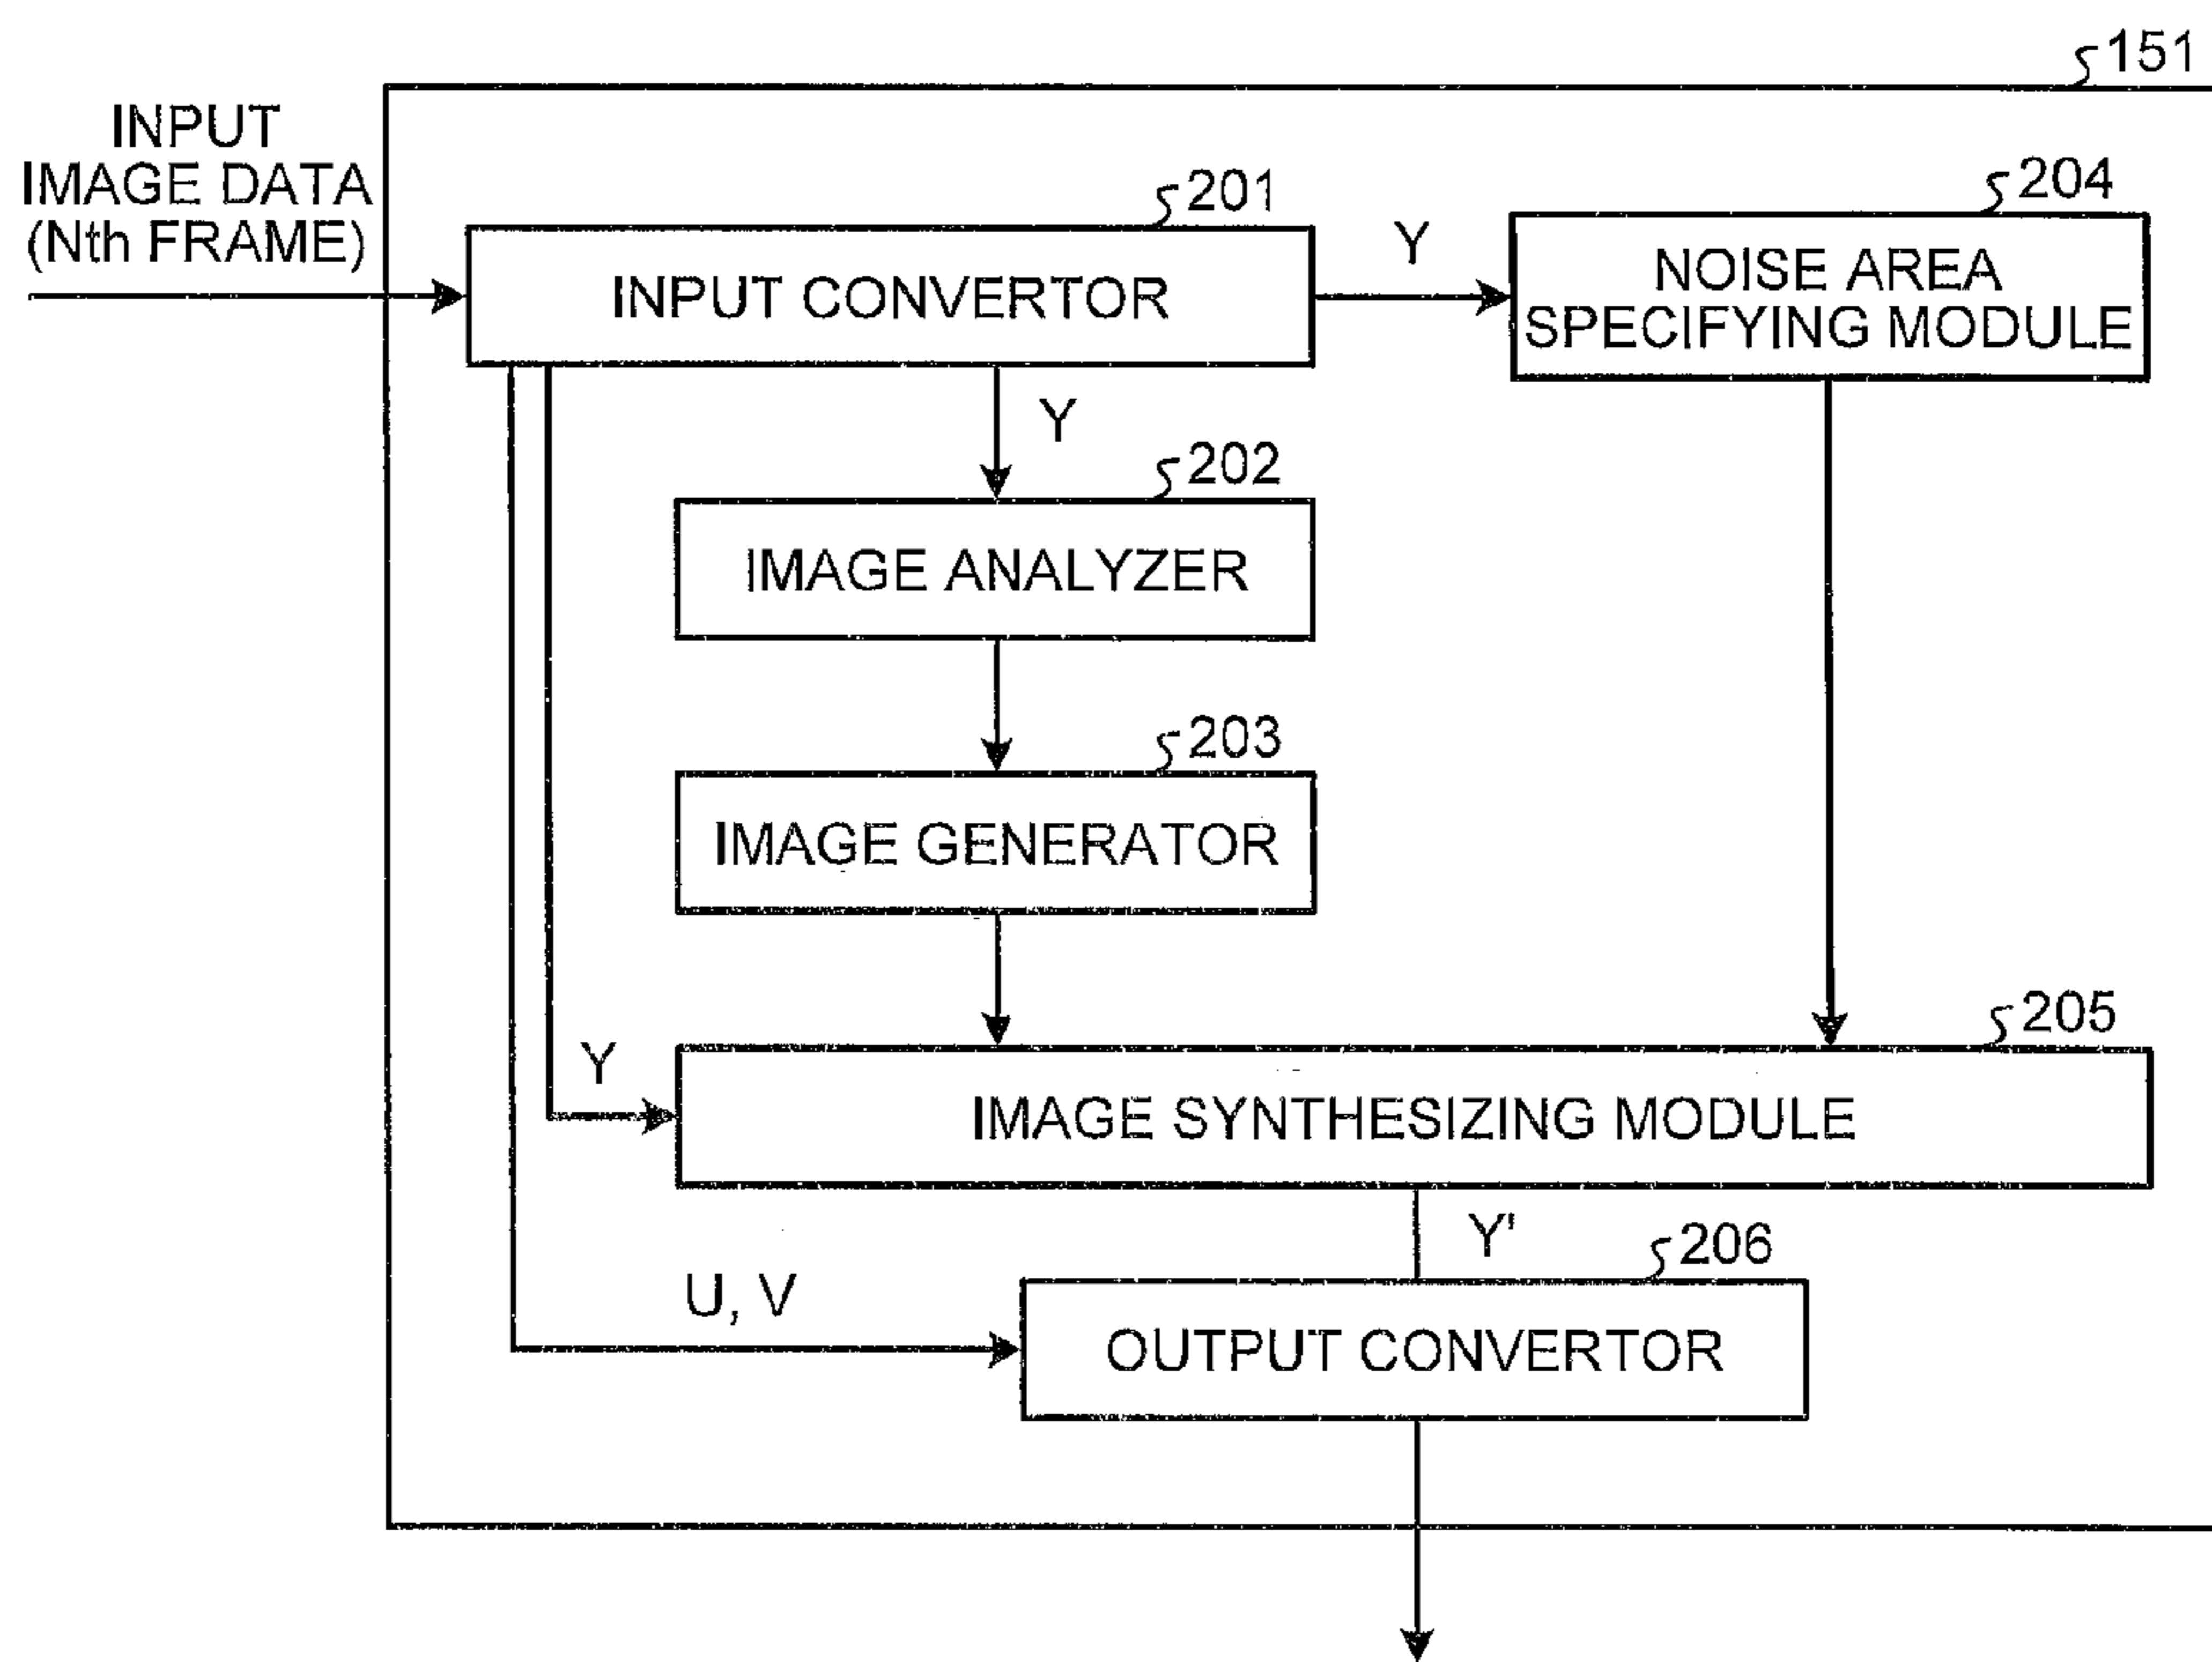 151
INPUT
IMAGE DATA
(Nth FRAME)
201
INPUT CONVERTOR
Y
204
NOISE AREA
SPECIFYING MODULE
Y
202
IMAGE ANALYZER
203
IMAGE GENERATOR
205
Y
IMAGE SYNTHESIZING MODULE
Y'
206
U, V
OUTPUT CONVERTOR